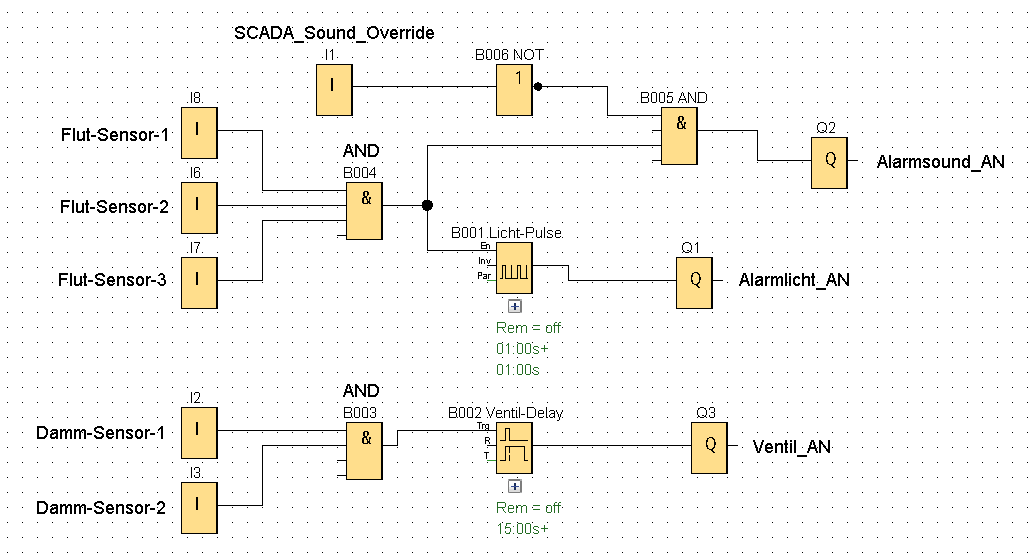 SCADA_Sound_Override
I1
I
B006 NOT
1
B005 AND
&
Q2
Q
Alarmsound_AN
I8
I
Flut-Sensor-1
AND
B004
&
I6
I
Flut-Sensor-2
I7
I
Flut-Sensor-3
B001 Licht-Pulse
En
Inv
Par
Q1
Q
Alarmlicht_AN
Rem = off
01:00s+
01:00s
AND
B003
&
I2
I
Damm-Sensor-1
I3
I
Damm-Sensor-2
B002 Ventil-Delay
Trg
R
T
Q3
Q
Ventil_AN
Rem = off
15:00s+